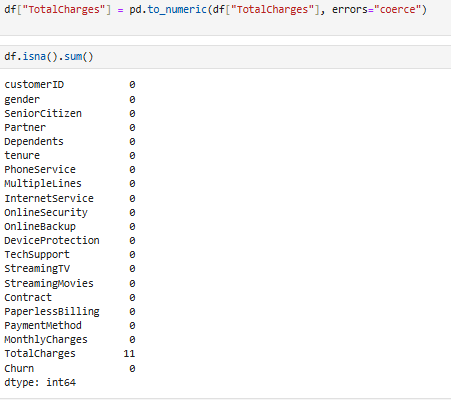 df["TotalCharges"] = pd.to_numeric(df["TotalCharges"], errors="coerce")
df.isna().sum()
customerID 0
gender 0
SeniorCitizen 0
Partner 0
Dependents 0
tenure 0
PhoneService 0
MultipleLines 0
InternetService 0
OnlineSecurity 0
OnlineBackup 0
DeviceProtection 0
TechSupport 0
StreamingTV 0
StreamingMovies 0
Contract 0
PaperlessBilling 0
PaymentMethod 0
MonthlyCharges 0
TotalCharges 11
Churn 0
dtype: int64